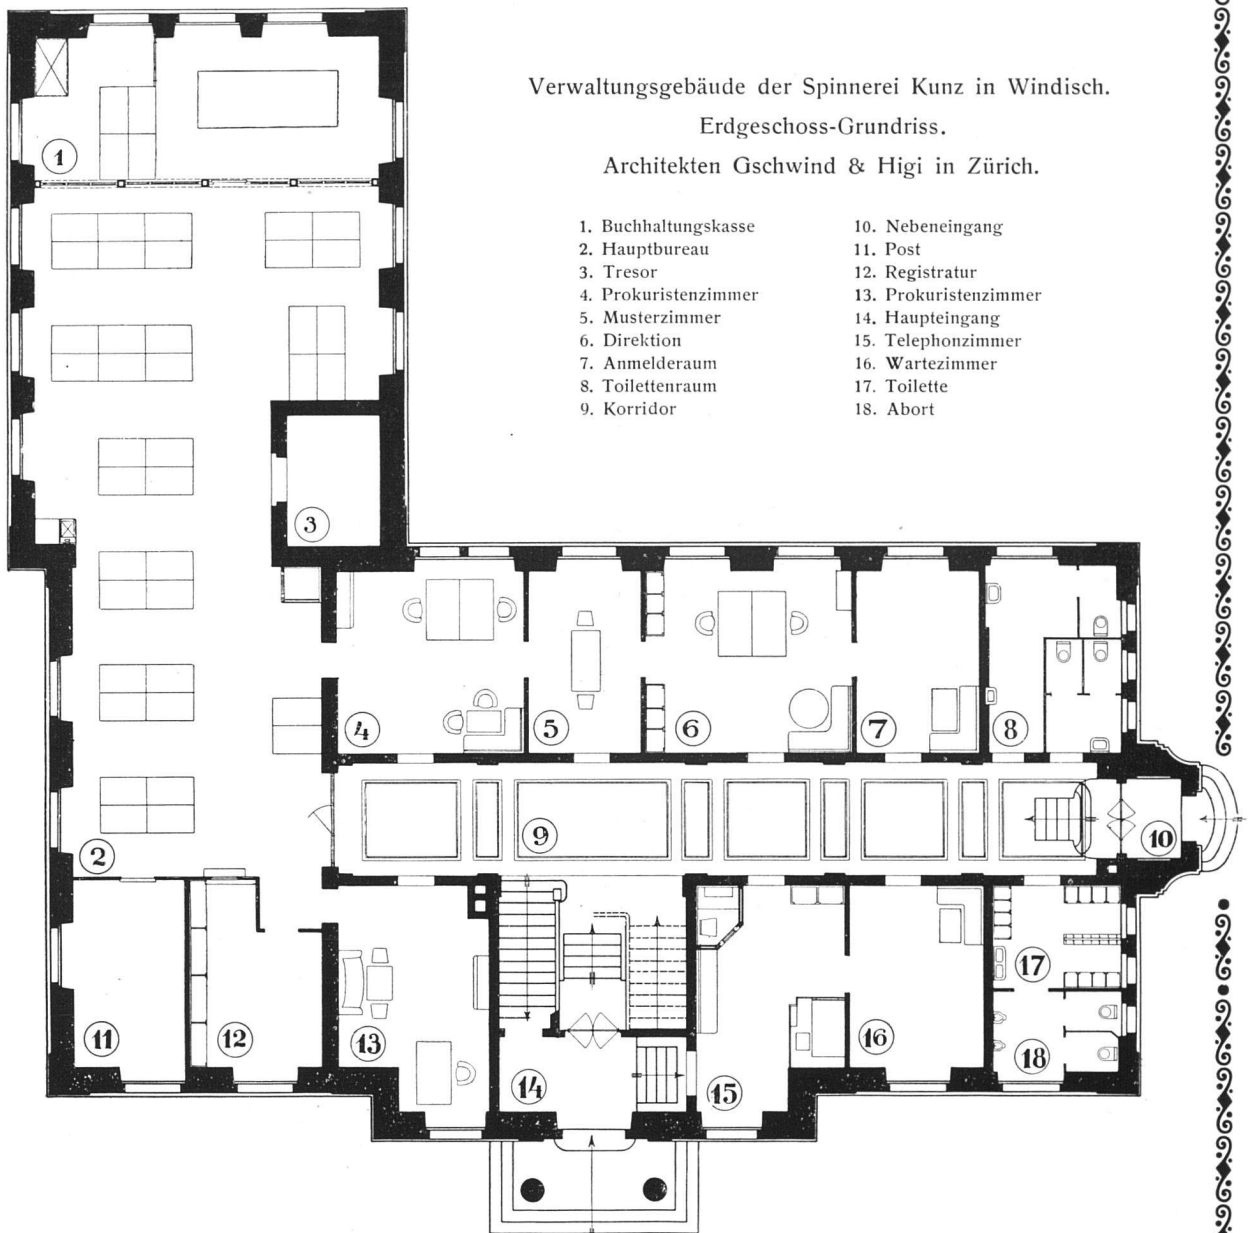 Verwaltungsgebäude der Spinnerei Kunz in Windisch.
Erdgeschoss-Grundriss.
Architekten Gschwind & Higi in Zürich.
1. Buchhaltungskasse
2. Hauptbureau
3. Tresor
4. Prokuristenzimmer
5. Musterzimmer
6. Direktion
7. Anmelderaum
8. Toilettenraum
9. Korridor
10. Nebeneingang
11. Post
12. Registratur
13. Prokuristenzimmer
14. Haupteingang
15. Telephonzimmer
16. Wartezimmer
17. Toilette
18. Abort
1
3
4
5
6
7
8
2
9
10
11
12
13
14
15
16
17
18